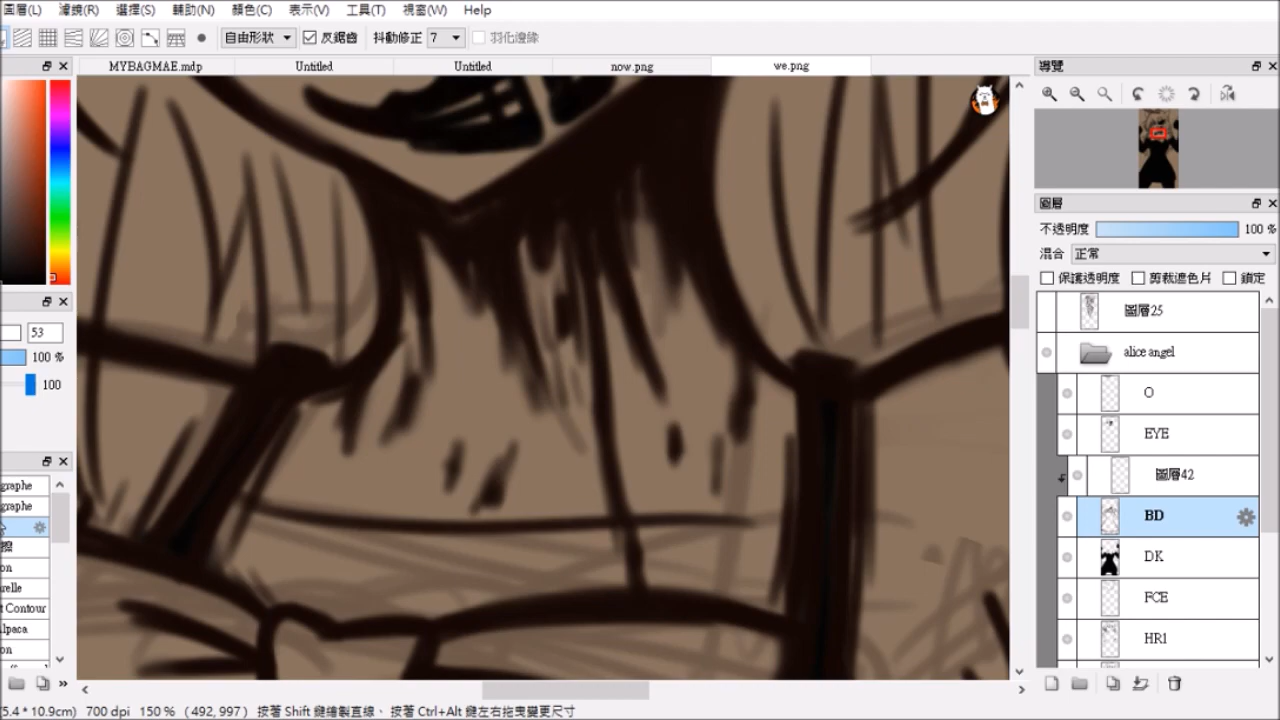 圖層(L) 濾鏡(R) 選擇(S) 輔助(N) 顏色(C) 表示(V) 工具(T) 視窗(W) Help
自由形狀 反鋸齒 抖動修正 7 羽化邊緣
MYBAGMAE.mdp Untitled Untitled now.png we.png
導覽
圖層
不透明度 100 %
混合 正常
保護透明度 剪裁遮色片 鎖定
圖層25
alice angel
O
EYE
圖層42
BD
DK
FCE
HR1
53
100 %
100
graphe
graphe
擦
on
relle
t Contour
lpaca
on
5.4 * 10.9cm) 700 dpi 150 % ( 492, 997 ) 按著 Shift 鍵繪製直線、 按著 Ctrl+Alt 鍵左右拖曳變更尺寸